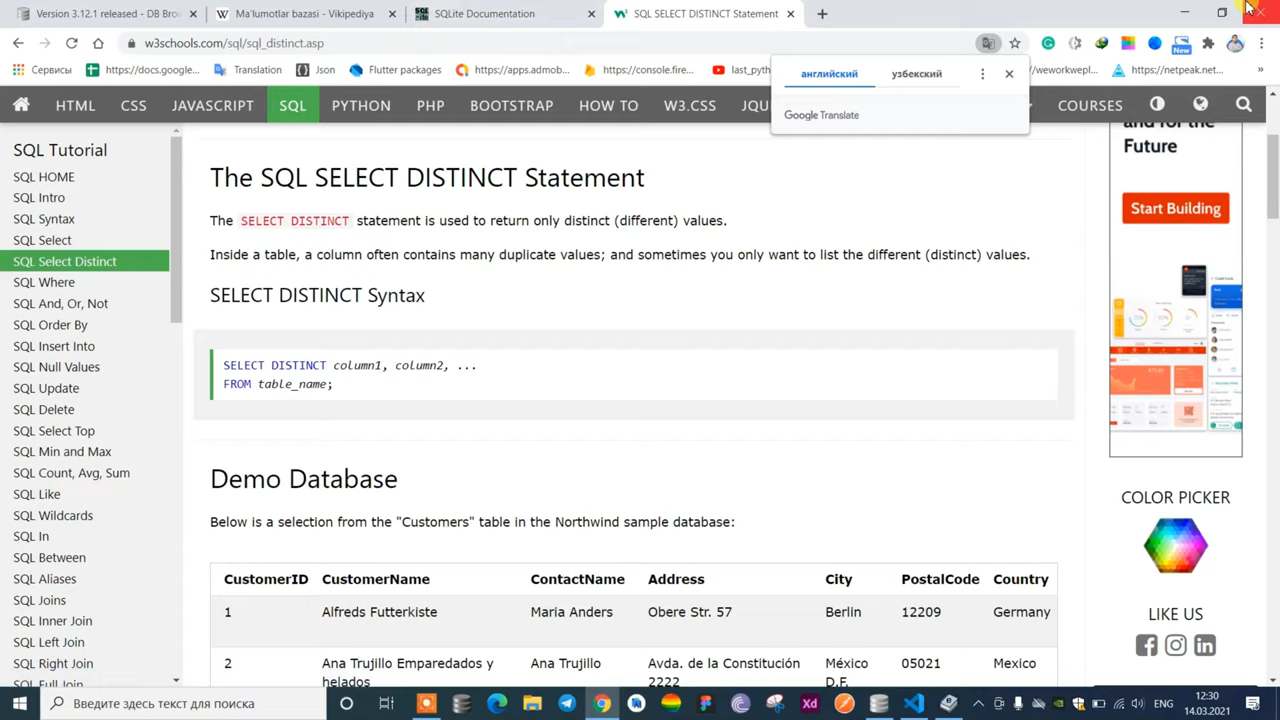 Version 3.12.1 released - DB Brow
Ma'lumotlar bazasi - Vikipediya
SQLite Documentation
SQL SELECT DISTINCT Statement
w3schools.com/sql/sql_distinct.asp
New
Сервисы
https://docs.google...
Translation
Json
Flutter packages
https://apps.admob...
https://console.fire...
last_pyth
/weworkwepl...
https://netpeak.net...
английский
узбекский
Google Translate
HTML
CSS
JAVASCRIPT
SQL
PYTHON
PHP
BOOTSTRAP
HOW TO
W3.CSS
JQU
COURSES
SQL Tutorial
SQL HOME
SQL Intro
SQL Syntax
SQL Select
SQL Select Distinct
SQL Where
SQL And, Or, Not
SQL Order By
SQL Insert Into
SQL Null Values
SQL Update
SQL Delete
SQL Select Top
SQL Min and Max
SQL Count, Avg, Sum
SQL Like
SQL Wildcards
SQL In
SQL Between
SQL Aliases
SQL Joins
SQL Inner Join
SQL Left Join
SQL Right Join
SQL Full Join
The SQL SELECT DISTINCT Statement
The SELECT DISTINCT statement is used to return only distinct (different) values.
Inside a table, a column often contains many duplicate values; and sometimes you only want to list the different (distinct) values.
SELECT DISTINCT Syntax
SELECT DISTINCT column1, column2, ...
FROM table_name;
Demo Database
Below is a selection from the "Customers" table in the Northwind sample database:
CustomerID CustomerName ContactName Address City PostalCode Country
1 Alfreds Futterkiste Maria Anders Obere Str. 57 Berlin 12209 Germany
2 Ana Trujillo Emparedados y Ana Trujillo Avda. de la Constitución México 05021 Mexico
helados 2222 D.F.
and for the
Future
Start Building
COLOR PICKER
LIKE US
Введите здесь текст для поиска
Xd
ENG
12:30
14.03.2021